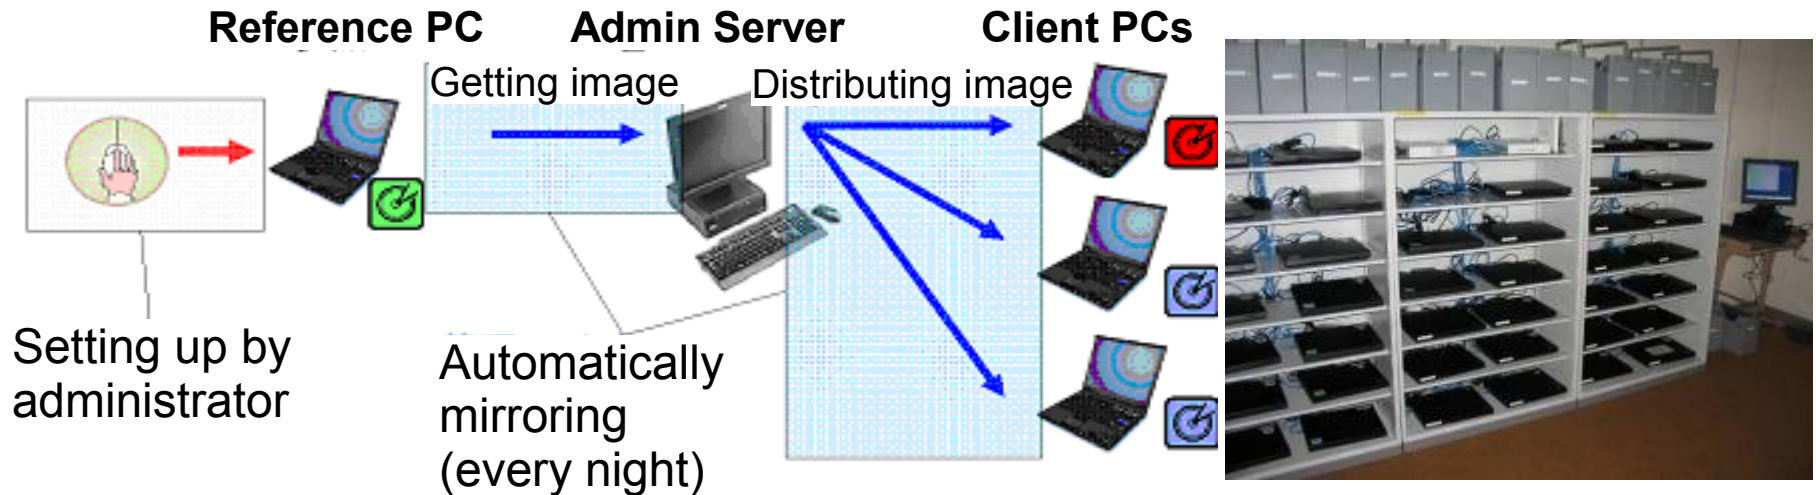 Reference PC
Admin Server
Client PCs
Getting image
Distributing image
Setting up by
administrator
Automatically
mirroring
(every night)